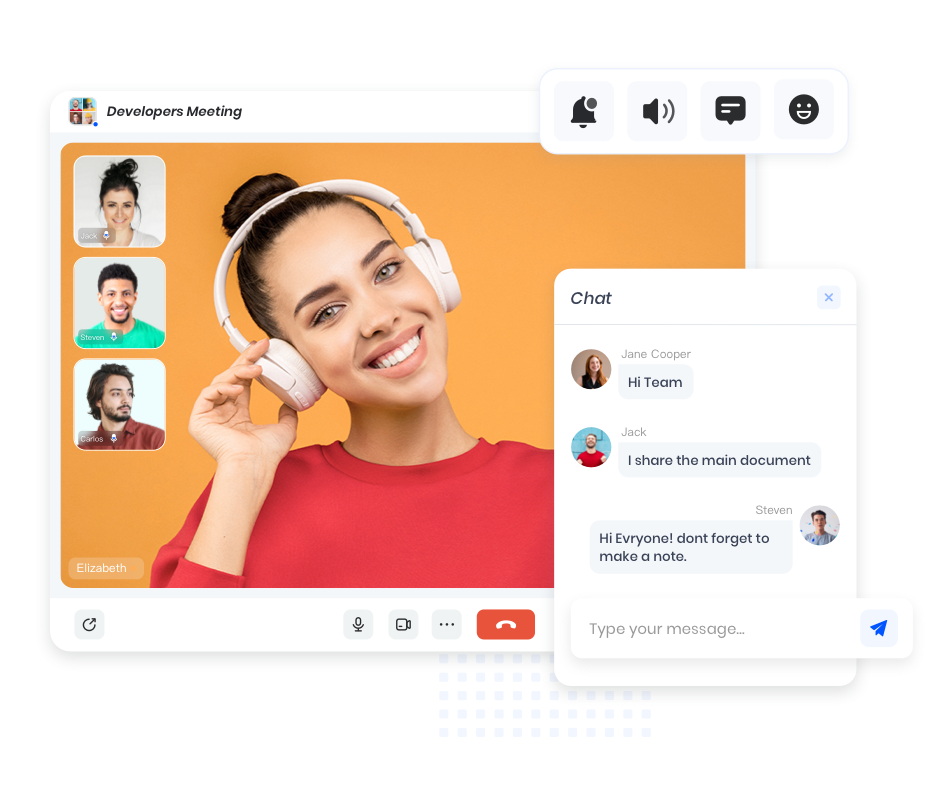 Developers Meeting
Jack
Steven
Carlos
Elizabeth
Chat
Jane Cooper
Hi Team
Jack
I share the main document
Steven
Hi Evryone! dont forget to
make a note.
Type your message...